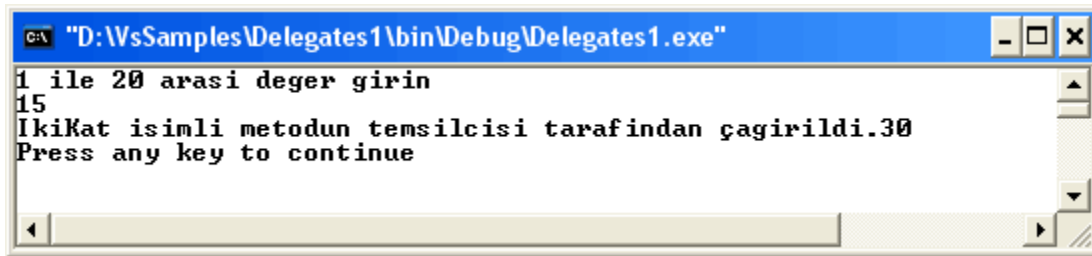 "D:\VsSamples\Delegates1\bin\Debug\Delegates1.exe"
1 ile 20 arasi deger girin
15
IkiKat isimli metodun temsilcisi tarafindan çagirildi.30
Press any key to continue